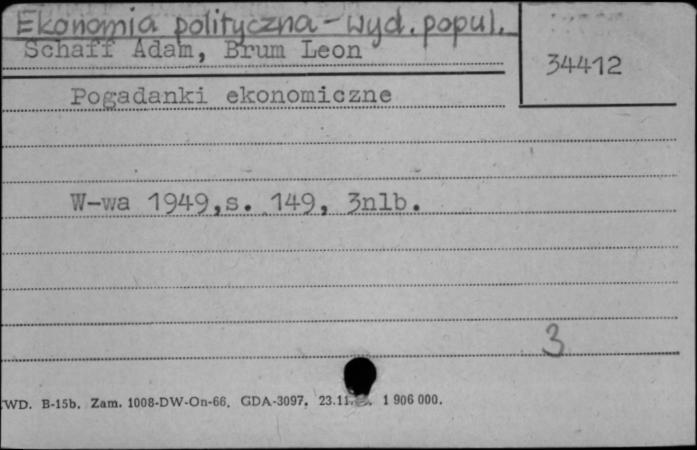 Ekonomia polityczna - wyd. popul.
Schaff Adam, Brum Leon
34412
Pogadanki ekonomiczne
W-wa 1949,s. 149, 3nlb.
3
WD. B-15b. Zam. 1008-DW-On-66. GDA-3097. 23.11. 1 906 000.